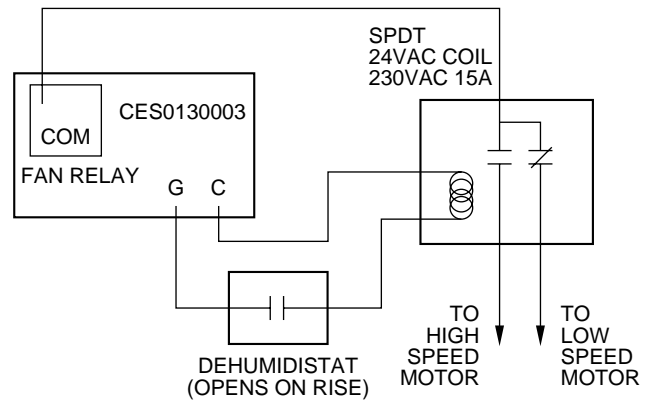 SPDT
24VAC COIL
230VAC 15A
CES0130003
COM
FAN RELAY
G C
DEHUMIDISTAT
(OPENS ON RISE)
TO
HIGH
SPEED
MOTOR
TO
LOW
SPEED
MOTOR